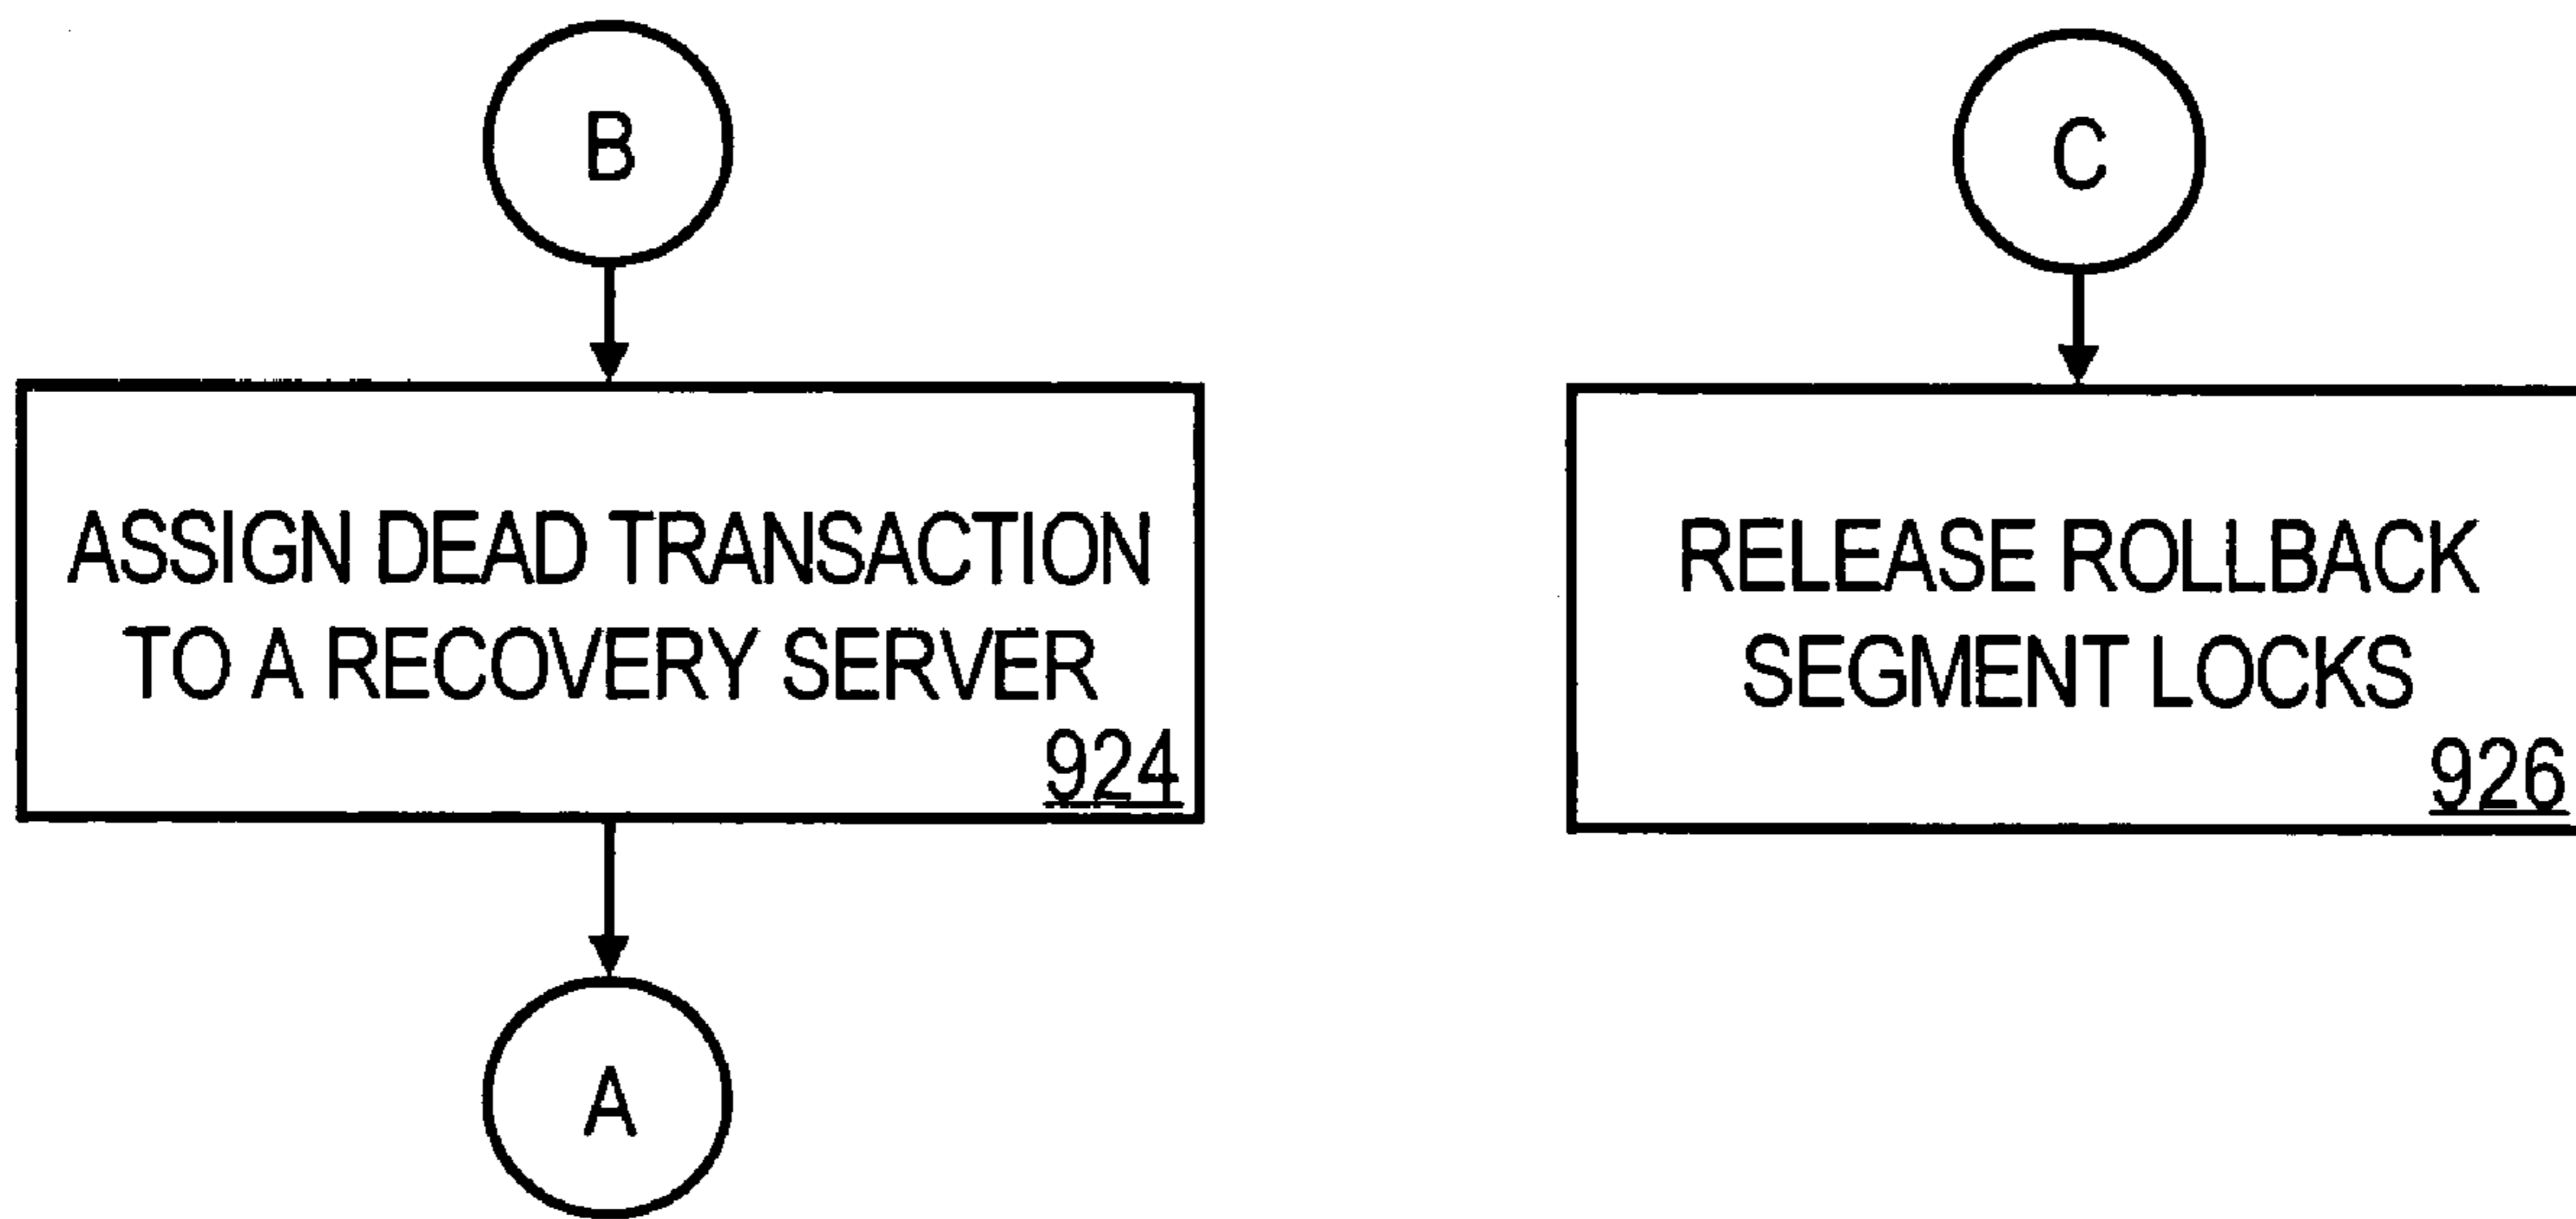 B
ASSIGN DEAD TRANSACTION
TO A RECOVERY SERVER
924
A
C
RELEASE ROLLBACK
SEGMENT LOCKS
926